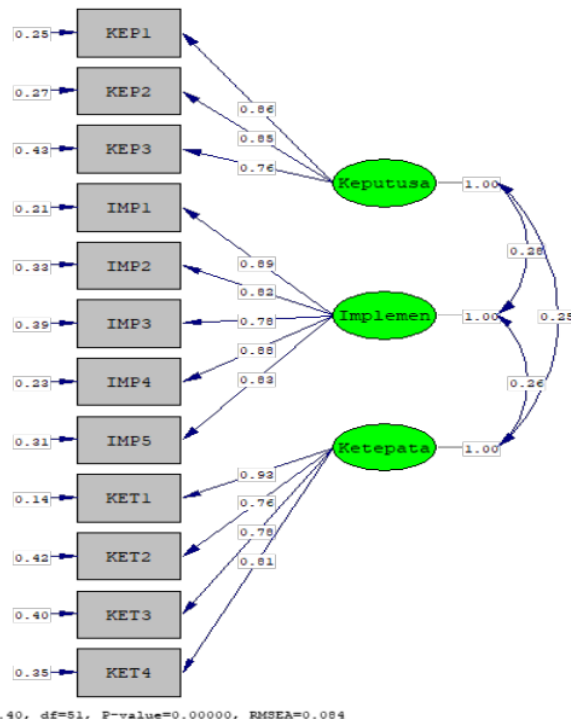 0.25 KEP1
0.27 KEP2
0.86
0.85
0.43 KEP3
0.76
Keputusa 1.00
0.21 IMP1
0.28
0.89
0.33 IMP2
0.82
0.39 IMP3
0.78
Implemen 1.00
0.25
0.88
0.23 IMP4
0.83
0.26
0.31 IMP5
Ketepata 1.00
0.93
0.14 KET1
0.76
0.78
0.42 KET2
0.81
0.40 KET3
0.35 KET4
.40, df=51, P-value=0.00000, RMSEA=0.084